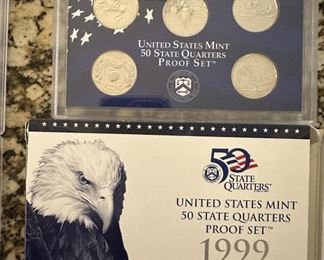 UNITED STATES MINT
50 STATE QUARTERS
PROOF SET™
50
STATE
QUARTERS
UNITED STATES MINT
50 STATE QUARTERS
PROOF SET™
1999